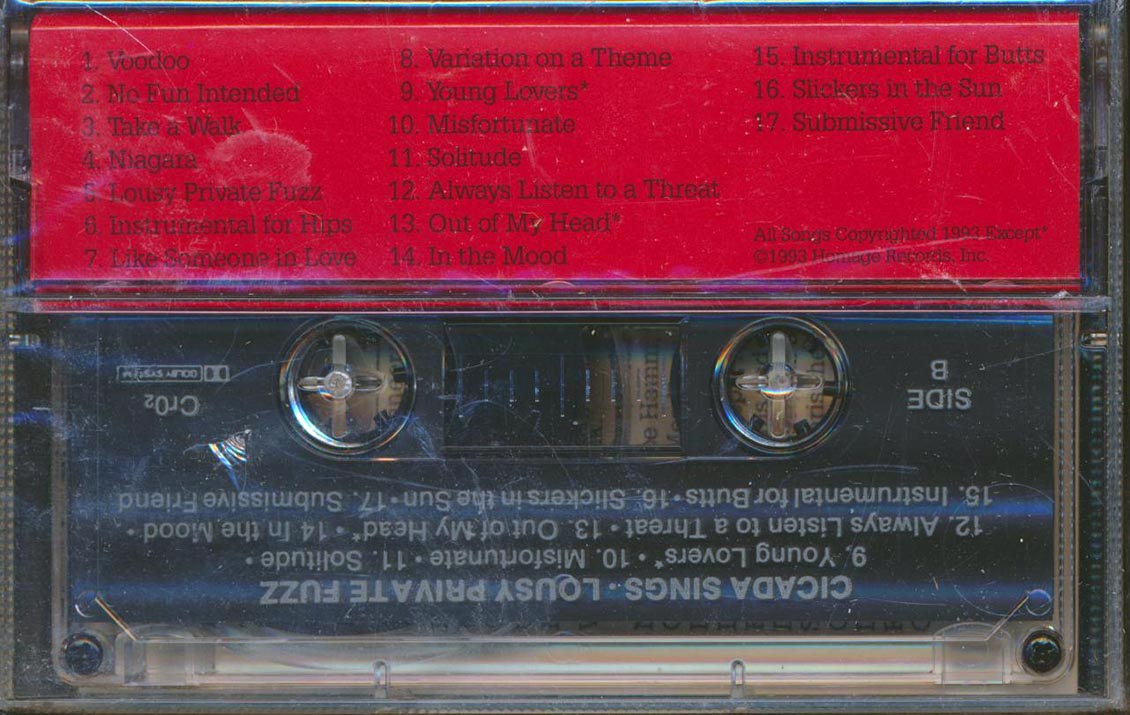 1. Voodoo
2. No Fun Intended
3. Take a Walk
4. Niagara
5. Lousy Private Fuzz
6. Instrumental for Hips
7. Like Someone in Love
8. Variation on a Theme
9. Young Lovers*
10. Misfortunate
11. Solitude
12. Always Listen to a Threat
13. Out of My Head*
14. In the Mood
15. Instrumental for Butts
16. Slickers in the Sun
17. Submissive Friend
All Songs Copyrighted 1993 Except*
©1993 Homage Records, Inc.
CICADA SINGS • LOUSY PRIVATE FUZZ
9. Young Lovers* • 10. Misfortunate • 11. Solitude •
12. Always Listen to a Threat • 13. Out of My Head* • 14 In the Mood •
15. Instrumental for Butts • 16. Slickers in the Sun • 17. Submissive Friend
SIDE
B
CrO2
DOLBY SYSTEM